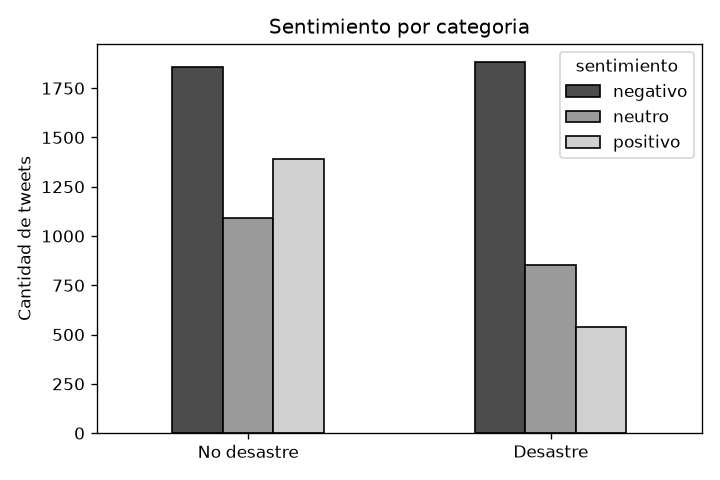 Sentimiento por categoria
sentimiento
negativo
neutro
positivo
Cantidad de tweets
1750
1500
1250
1000
750
500
250
0
No desastre
Desastre